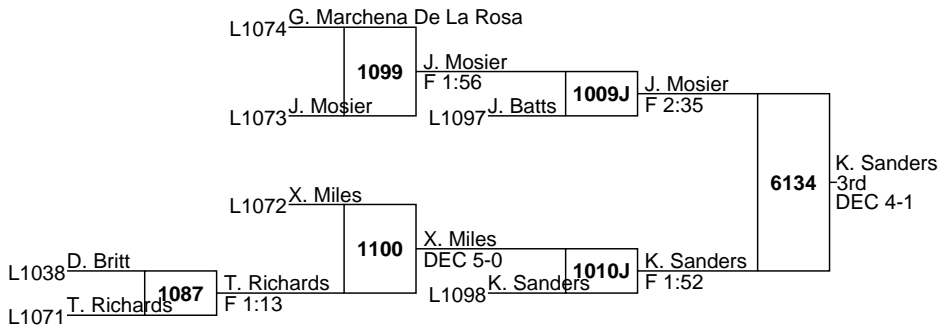 L1074 G. Marchena De La Rosa
1099
J. Mosier
F 1:56
L1073 J. Mosier
L1097 J. Batts
1009J
J. Mosier
F 2:35
6134
K. Sanders
3rd
DEC 4-1
L1072 X. Miles
1100
X. Miles
DEC 5-0
L1038 D. Britt
1087
T. Richards
F 1:13
L1071 T. Richards
L1098 K. Sanders
1010J
K. Sanders
F 1:52